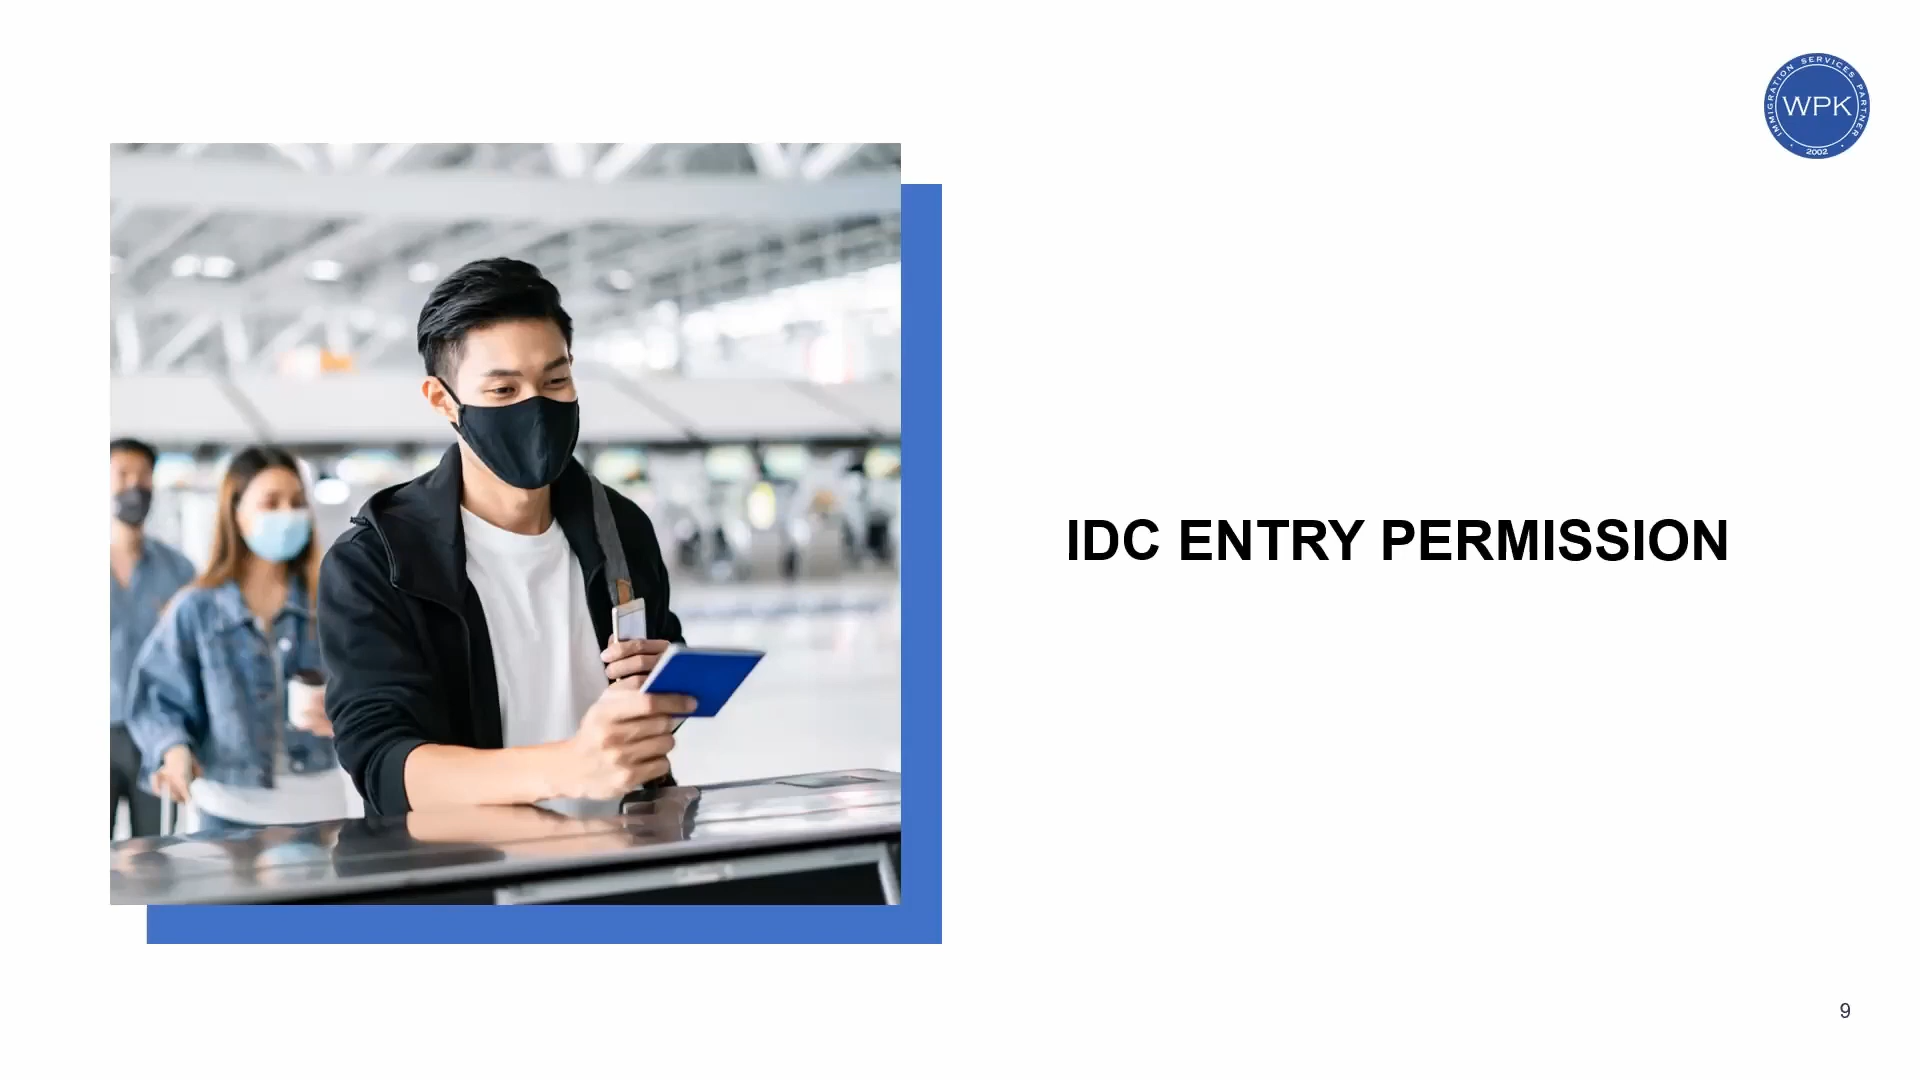 IMMIGRATION SERVICES PARTNER
WPK
2002
IDC ENTRY PERMISSION
9